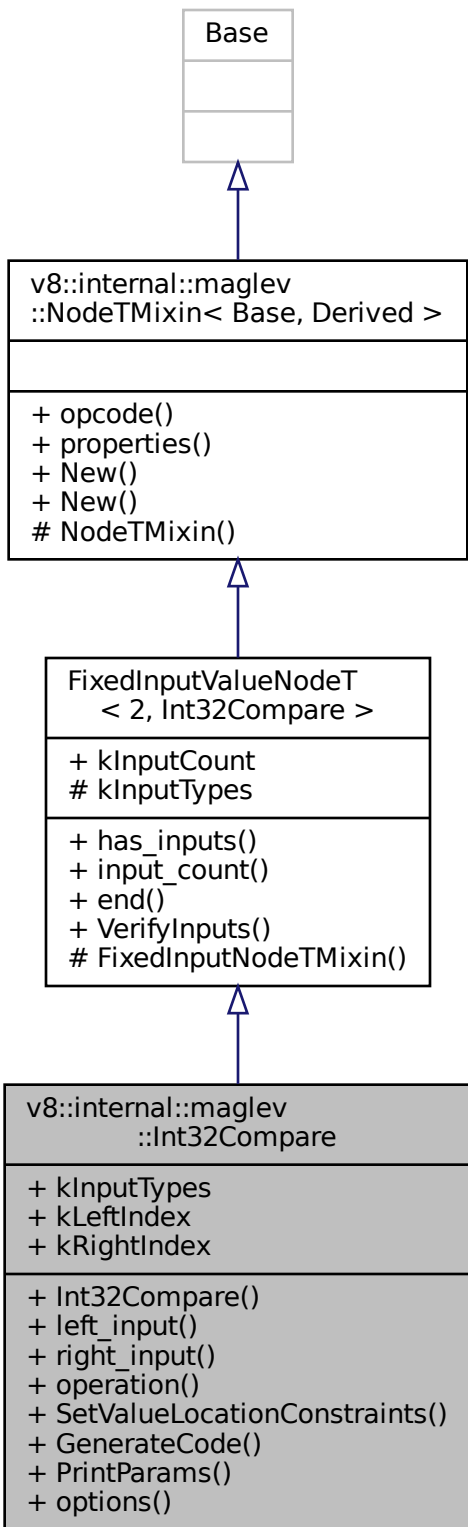 Base
v8::internal::maglev
::NodeTMixin< Base, Derived >
+ opcode()
+ properties()
+ New()
+ New()
# NodeTMixin()
FixedInputValueNodeT
< 2, Int32Compare >
+ kInputCount
# kInputTypes
+ has_inputs()
+ input_count()
+ end()
+ VerifyInputs()
# FixedInputNodeTMixin()
v8::internal::maglev
::Int32Compare
+ kInputTypes
+ kLeftIndex
+ kRightIndex
+ Int32Compare()
+ left_input()
+ right_input()
+ operation()
+ SetValueLocationConstraints()
+ GenerateCode()
+ PrintParams()
+ options()